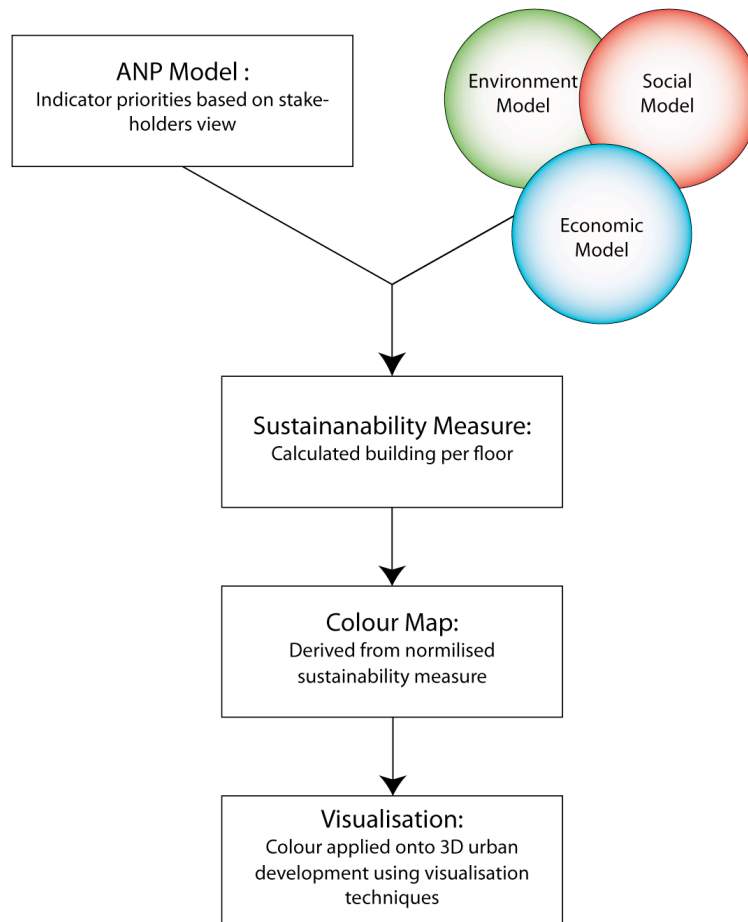 ANP Model :
Indicator priorities based on stake-
holders view
Environment
Model
Social
Model
Economic
Model
Sustainanability Measure:
Calculated building per floor
Colour Map:
Derived from normilised
sustainability measure
Visualisation:
Colour applied onto 3D urban
development using visualisation
techniques